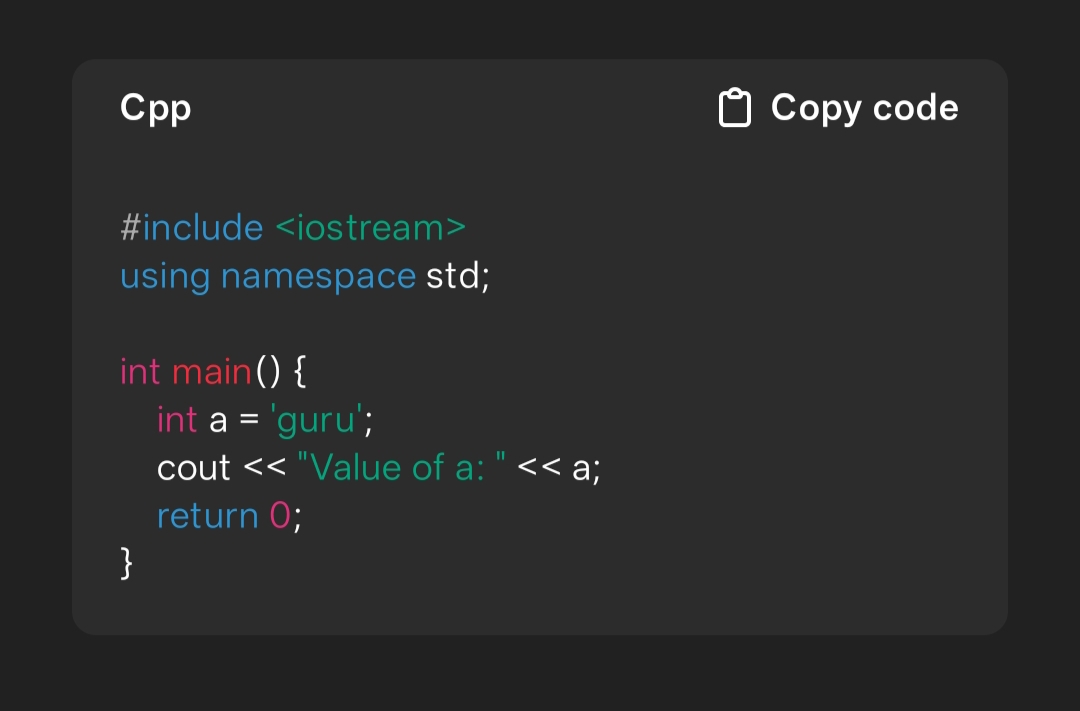 Cpp
Copy code
#include <iostream>
using namespace std;
int main() {
    int a = 'guru';
    cout << "Value of a: " << a;
    return 0;
}